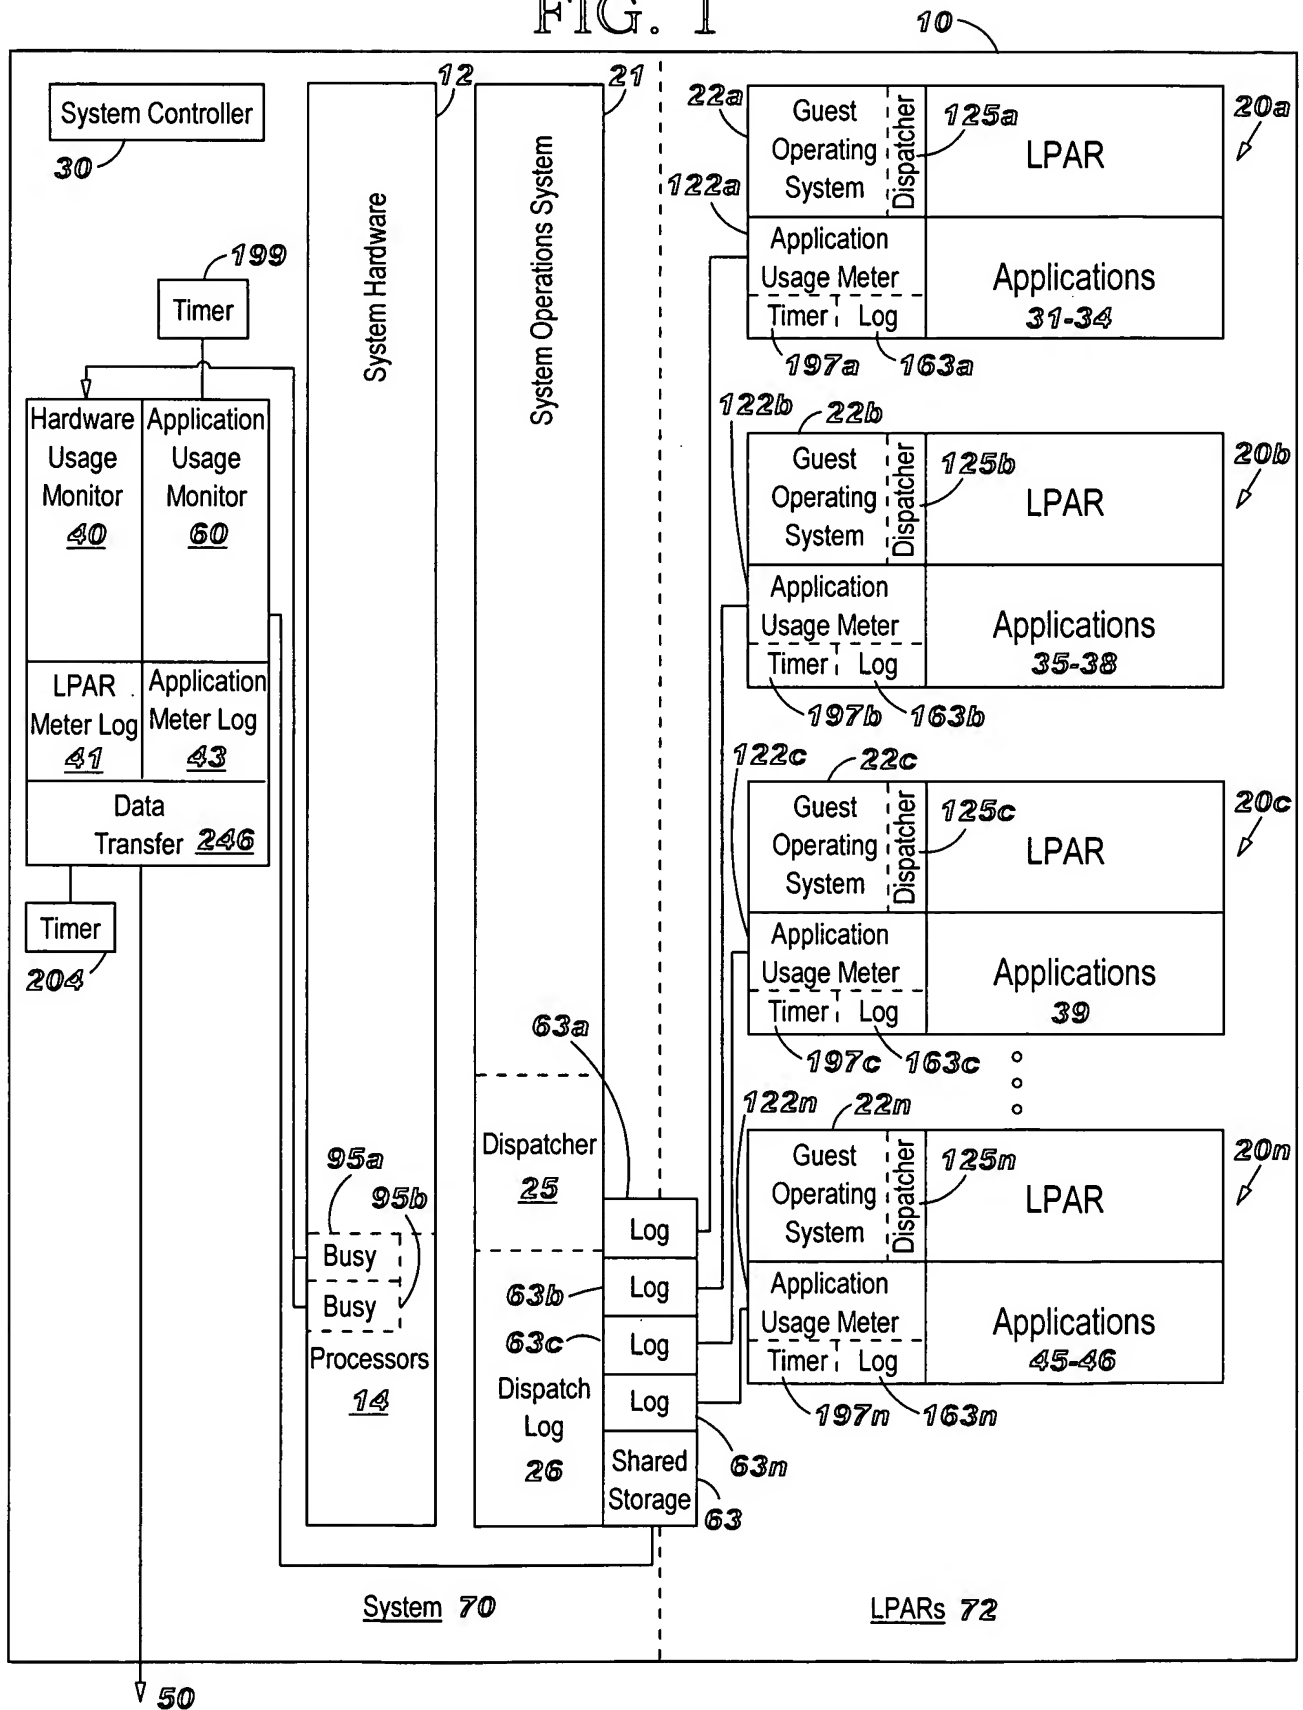 FIG. 1
10
12
21
System Controller
30
System Hardware
System Operations System
199
Timer
Hardware
Usage
Monitor
40
Application
Usage
Monitor
60
LPAR
Meter Log
41
Application
Meter Log
43
Data
Transfer 246
Timer
204
95a
95b
Busy
Busy
Processors
14
Dispatcher
25
Dispatch
Log
26
63a
Log
63b
Log
63c
Log
Log
63n
Shared
Storage
63
22a
Guest
Operating
System
Dispatcher
125a
LPAR
20a
122a
Application
Usage Meter
Timer
Log
Applications
31-34
197a
163a
122b
22b
Guest
Operating
System
Dispatcher
125b
LPAR
20b
Application
Usage Meter
Timer
Log
Applications
35-38
197b
163b
122c
22c
Guest
Operating
System
Dispatcher
125c
LPAR
20c
Application
Usage Meter
Timer
Log
Applications
39
197c
163c
122n
22n
Guest
Operating
System
Dispatcher
125n
LPAR
20n
Application
Usage Meter
Timer
Log
Applications
45-46
197n
163n
System 70
LPARs 72
50